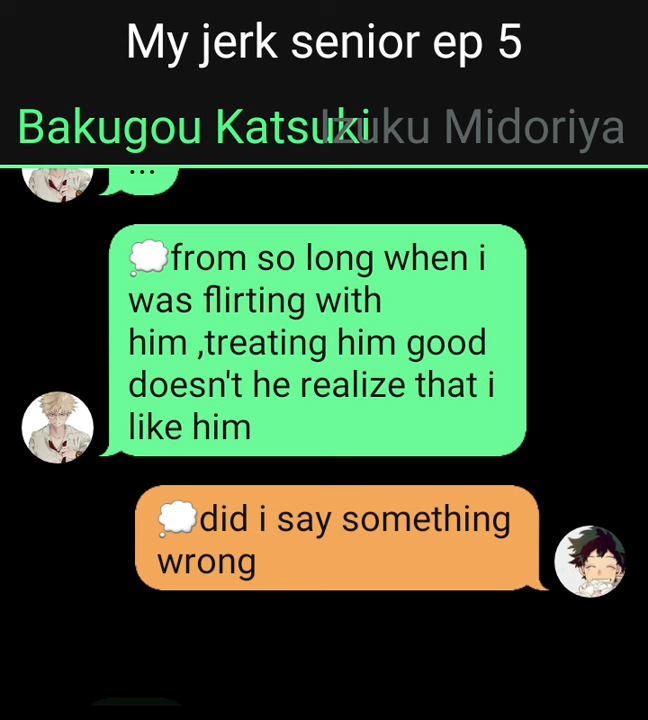 My jerk senior ep 5
Bakugou Katsuki Izuku Midoriya
...
💭from so long when i
was flirting with
him ,treating him good
doesn't he realize that i
like him
💭did i say something
wrong